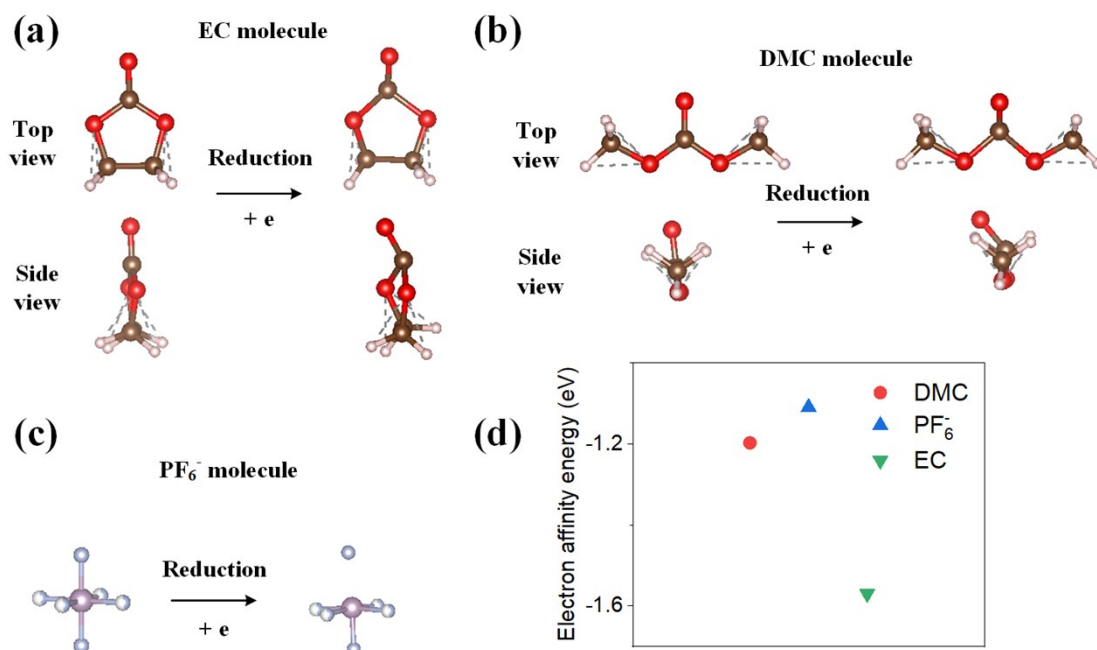 (a)
EC molecule
Top
view
Reduction
+ e
Side
view
(b)
DMC molecule
Top
view
Reduction
+ e
Side
view
(c)
PF₆⁻ molecule
Reduction
+ e
(d)
Electron affinity energy (eV)
-1.2
-1.6
DMC
PF₆⁻
EC